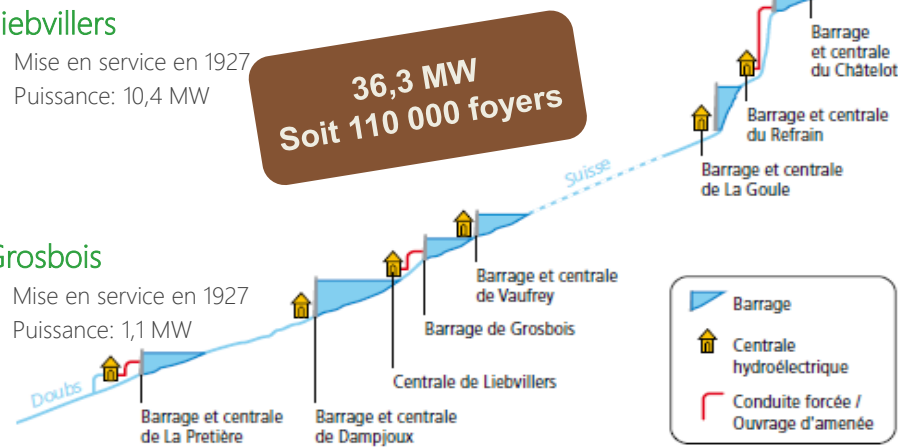 iebvillers
Mise en service en 1927
Puissance: 10,4 MW
36,3 MW
Soit 110 000 foyers
Grosbois
Mise en service en 1927
Puissance: 1,1 MW
Barrage
et centrale
du Châtelot
Barrage et centrale
du Refrain
Barrage et centrale
de La Goule
Suisse
Barrage et centrale
de Vaufrey
Barrage de Grosbois
Centrale de Liebvillers
Barrage et centrale
de Dampjoux
Barrage et centrale
de La Pretière
Doubs
Barrage
Centrale
hydroélectrique
Conduite forcée /
Ouvrage d'amenée